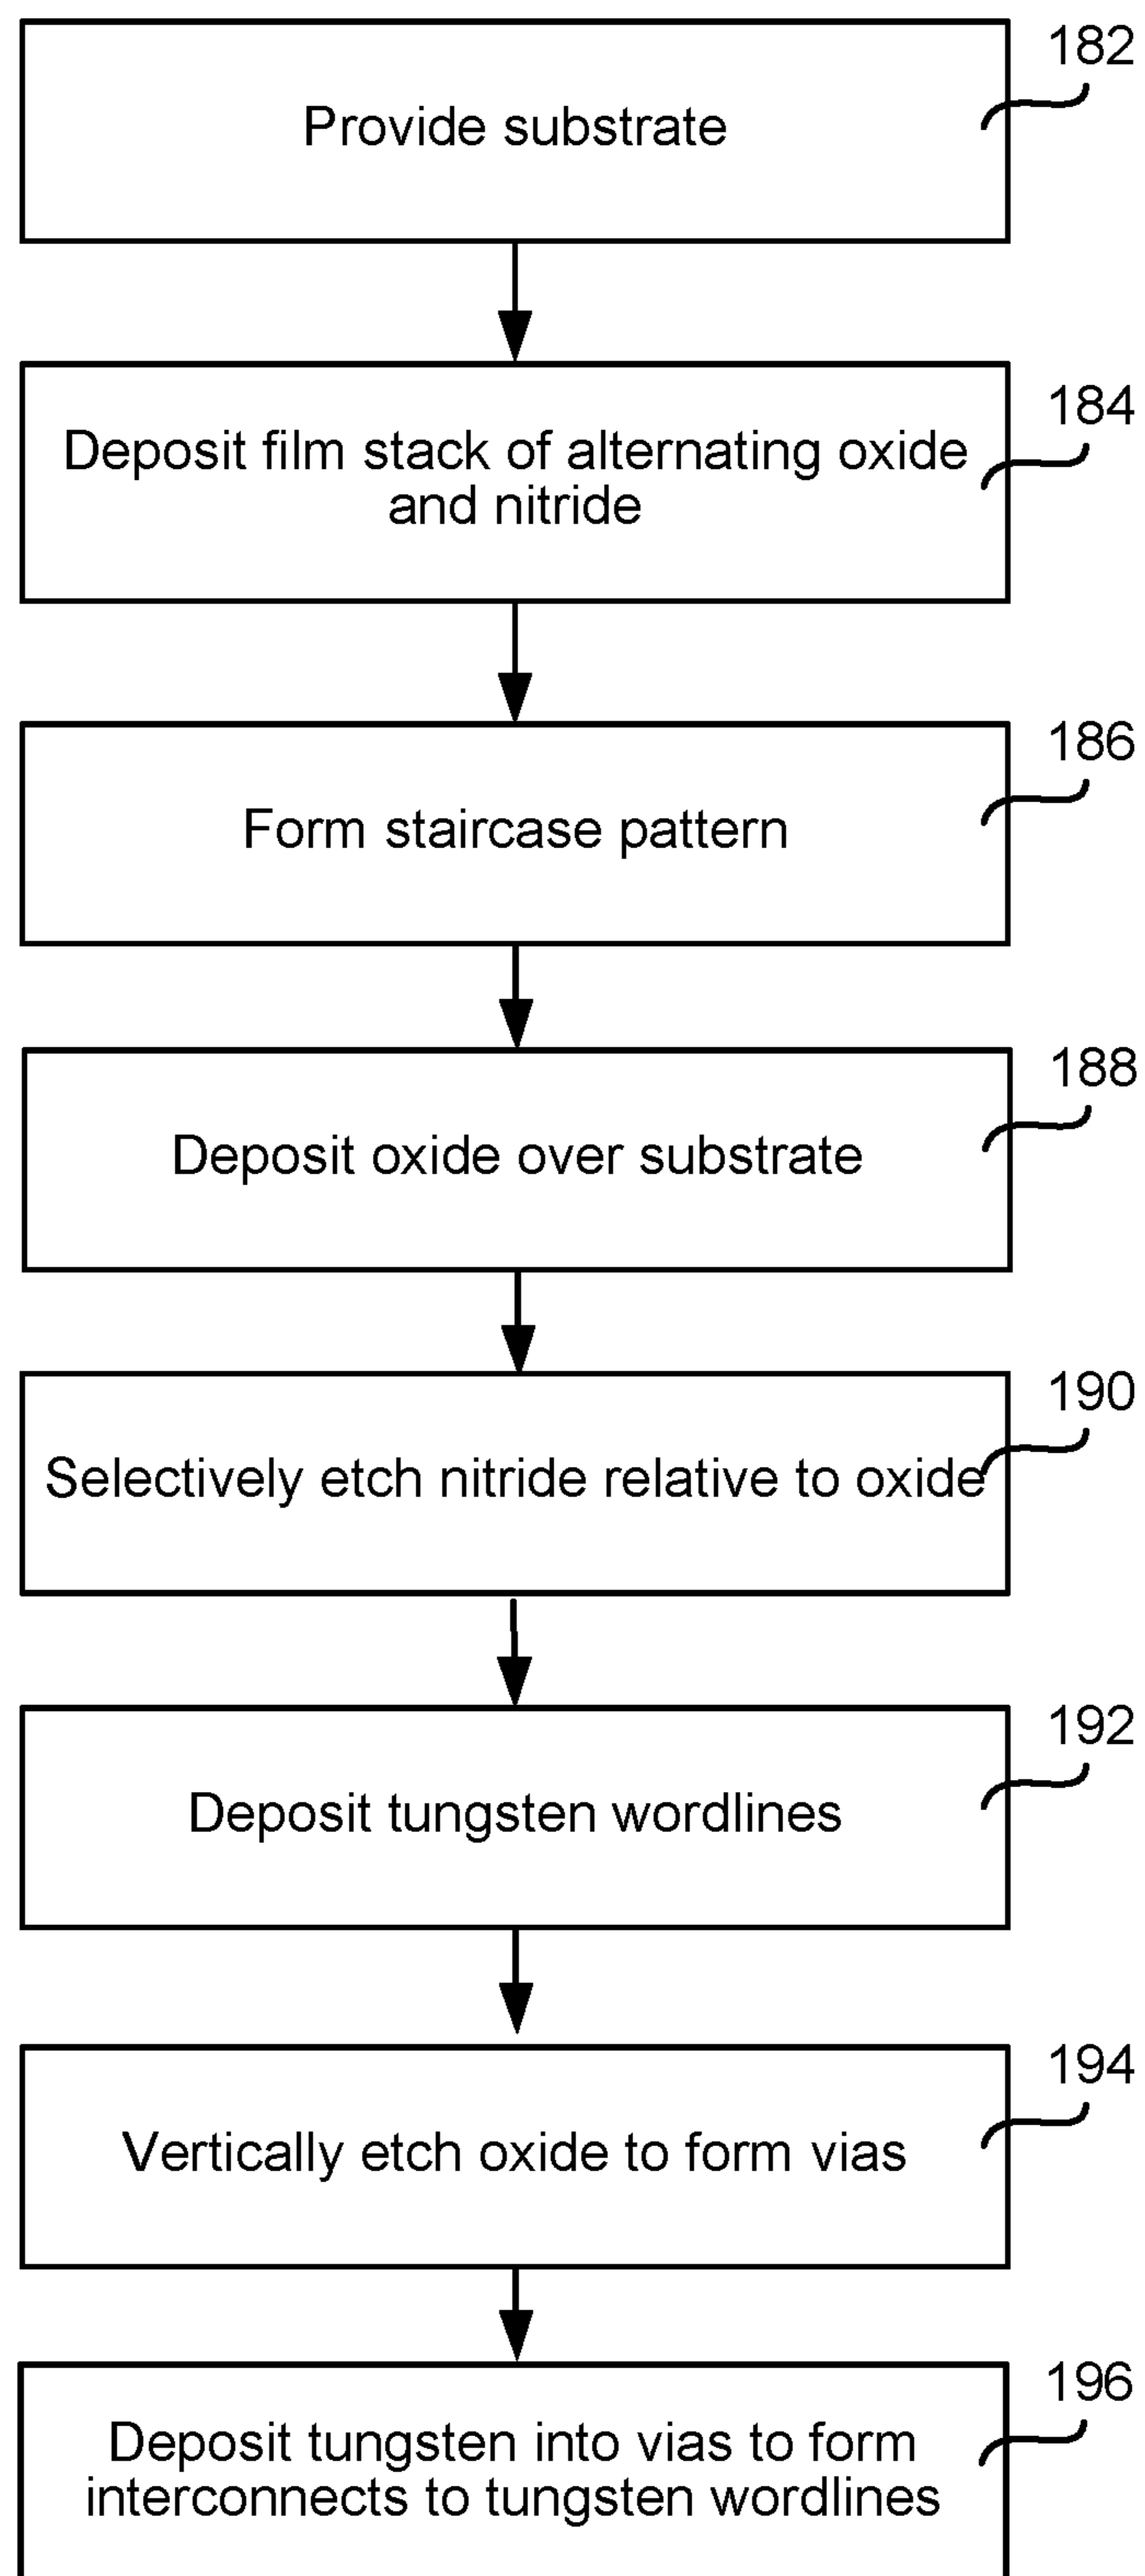 182
Provide substrate
184
Deposit film stack of alternating oxide
and nitride
186
Form staircase pattern
188
Deposit oxide over substrate
190
Selectively etch nitride relative to oxide
192
Deposit tungsten wordlines
194
Vertically etch oxide to form vias
196
Deposit tungsten into vias to form
interconnects to tungsten wordlines